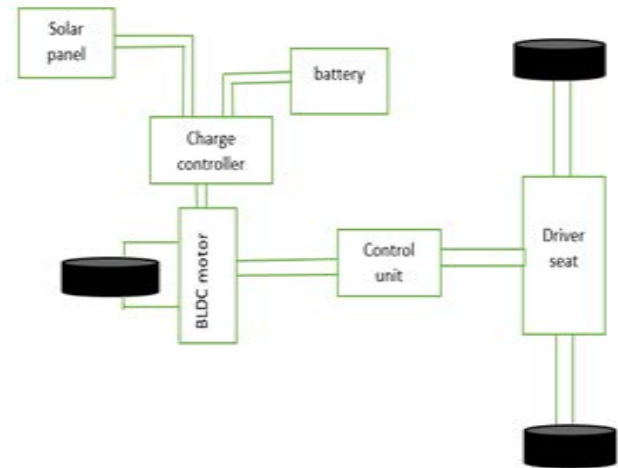 Solar
panel
battery
Charge
controller
BLDC motor
Control
unit
Driver
seat